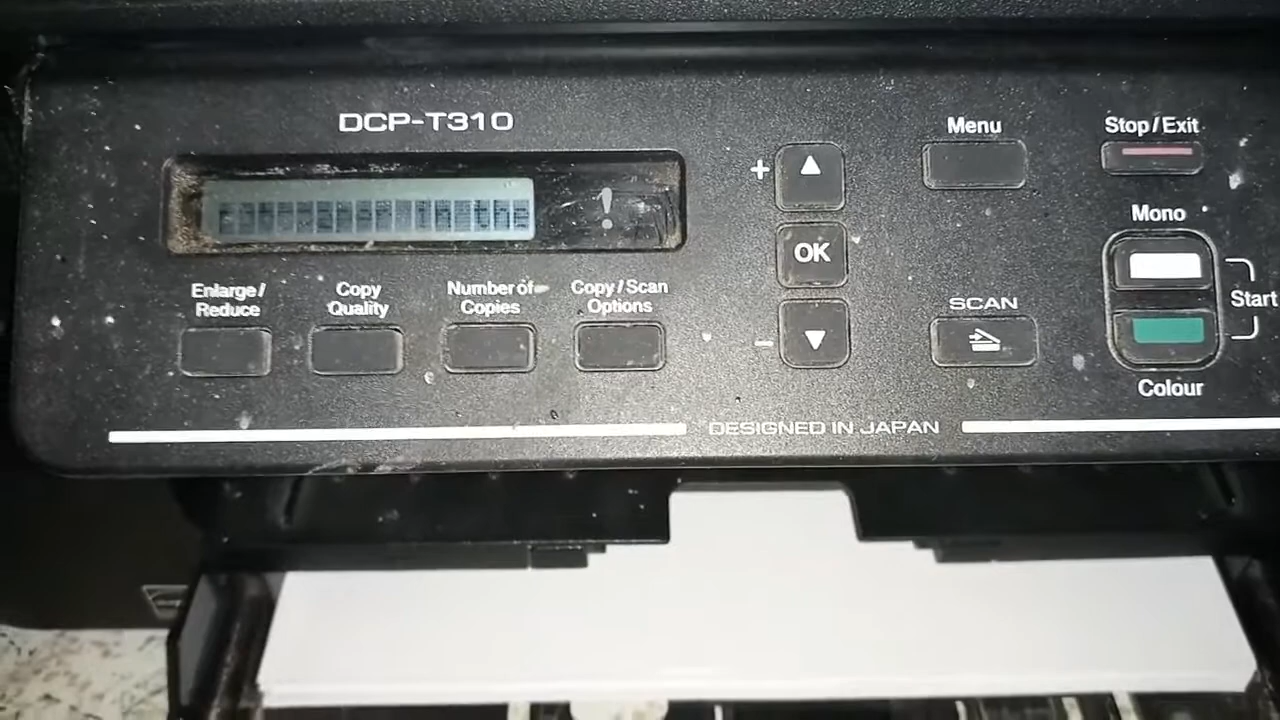 DCP-T310
+
Menu
Stop/Exit
OK
Mono
Enlarge/
Reduce
Copy
Quality
Number of
Copies
Copy/Scan
Options
−
SCAN
Start
Colour
DESIGNED IN JAPAN